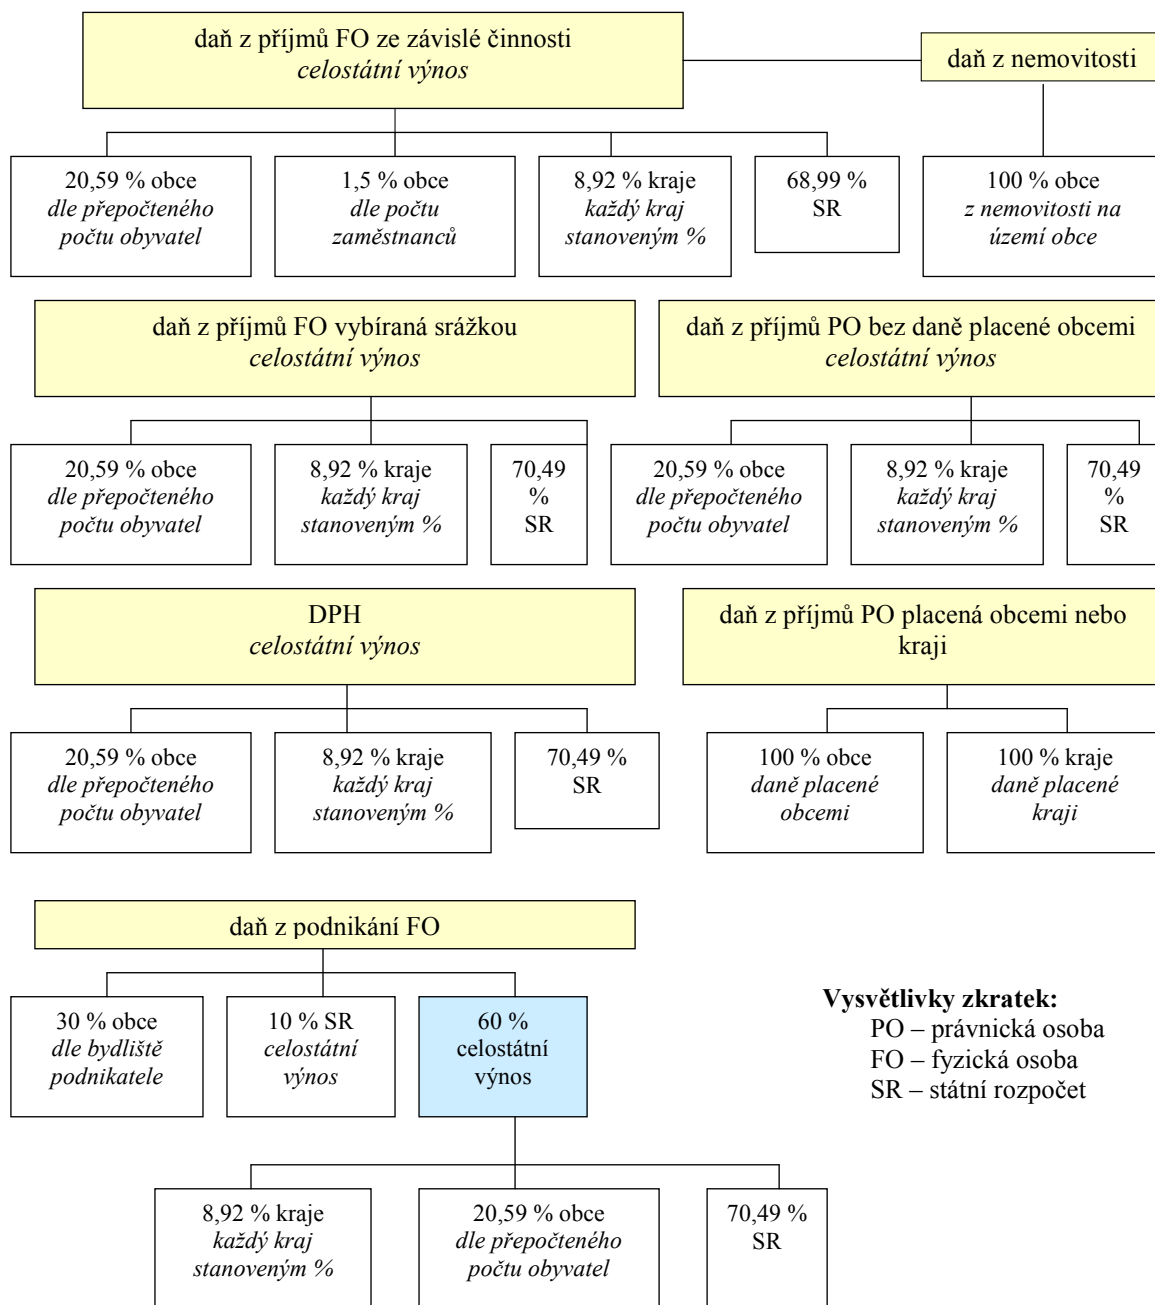 daň z příjmů FO ze závislé činnosti
celostátní výnos
daň z nemovitosti
20,59 % obce
dle přepočteného
počtu obyvatel
1,5 % obce
dle počtu
zaměstnanců
8,92 % kraje
každý kraj
stanoveným %
68,99 %
SR
100 % obce
z nemovitosti na
území obce
daň z příjmů FO vybíraná srážkou
celostátní výnos
daň z příjmů PO bez daně placené obcemi
celostátní výnos
20,59 % obce
dle přepočteného
počtu obyvatel
8,92 % kraje
každý kraj
stanoveným %
70,49
%
SR
20,59 % obce
dle přepočteného
počtu obyvatel
8,92 % kraje
každý kraj
stanoveným %
70,49
%
SR
DPH
celostátní výnos
daň z příjmů PO placená obcemi nebo
kraji
20,59 % obce
dle přepočteného
počtu obyvatel
8,92 % kraje
každý kraj
stanoveným %
70,49 %
SR
100 % obce
daně placené
obcemi
100 % kraje
daně placené
kraji
daň z podnikání FO
30 % obce
dle bydliště
podnikatele
10 % SR
celostátní
výnos
60 %
celostátní
výnos
Vysvětlivky zkratek:
PO – právnická osoba
FO – fyzická osoba
SR – státní rozpočet
8,92 % kraje
každý kraj
stanoveným %
20,59 % obce
dle přepočteného
počtu obyvatel
70,49 %
SR